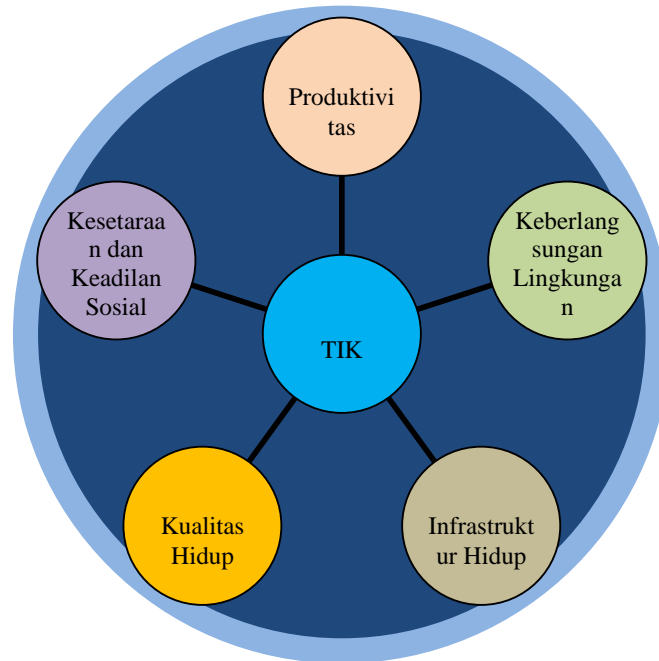 Produktivi
tas
Kesetaraa
n dan
Keadilan
Sosial
Keberlang
sungan
Lingkunga
n
TIK
Kualitas
Hidup
Infrastrukt
ur Hidup